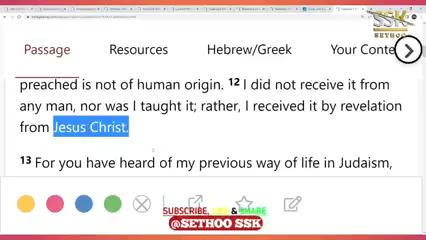 SSK
SETHOO
Passage Resources Hebrew/Greek Your Conte
preached is not of human origin. 12 I did not receive it from
any man, nor was I taught it; rather, I received it by revelation
from Jesus Christ.
13 For you have heard of my previous way of life in Judaism,
SUBSCRIBE, LIKE & SHARE
@SETHOO SSK